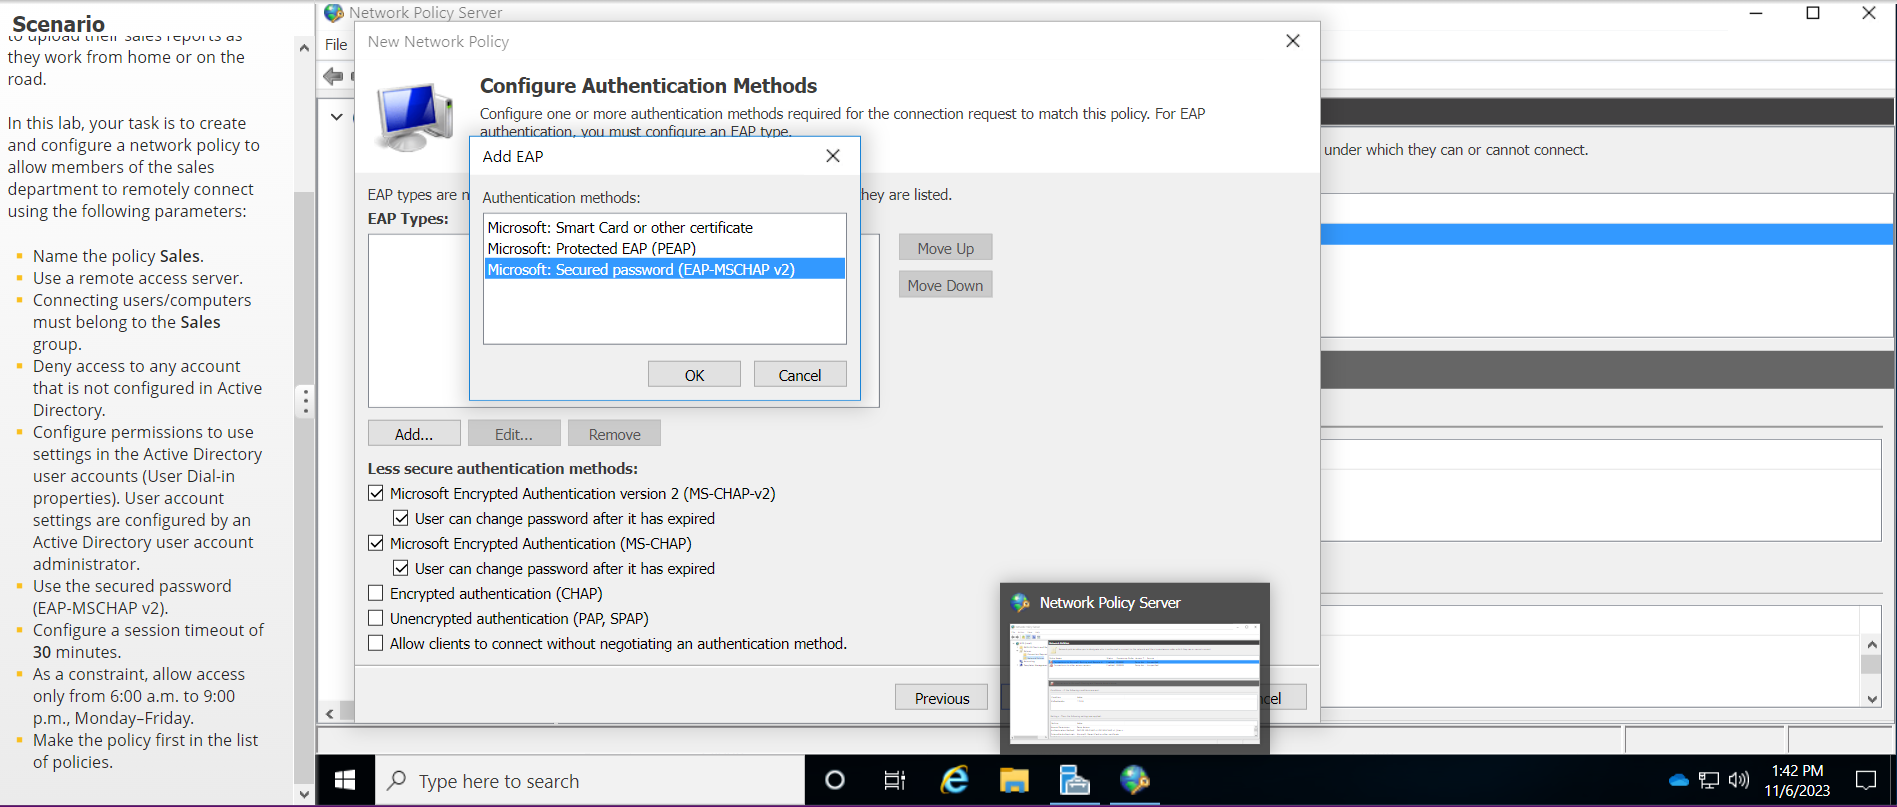 Scenario
to upload their sales reports as
they work from home or on the
road.
In this lab, your task is to create
and configure a network policy to
allow members of the sales
department to remotely connect
using the following parameters:
Name the policy Sales.
Use a remote access server.
Connecting users/computers
must belong to the Sales
group.
Deny access to any account
that is not configured in Active
Directory.
Configure permissions to use
settings in the Active Directory
user accounts (User Dial-in
properties). User account
settings are configured by an
Active Directory user account
administrator.
Use the secured password
(EAP-MSCHAP v2).
Configure a session timeout of
30 minutes.
As a constraint, allow access
only from 6:00 a.m. to 9:00
p.m., Monday–Friday.
Make the policy first in the list
of policies.
Network Policy Server
File
New Network Policy
Configure Authentication Methods
Configure one or more authentication methods required for the connection request to match this policy. For EAP
authentication, you must configure an EAP type.
under which they can or cannot connect.
Add EAP
Authentication methods:
Microsoft: Smart Card or other certificate
Microsoft: Protected EAP (PEAP)
Microsoft: Secured password (EAP-MSCHAP v2)
OK
Cancel
EAP types are n
hey are listed.
EAP Types:
Move Up
Move Down
Add...
Edit...
Remove
Less secure authentication methods:
Microsoft Encrypted Authentication version 2 (MS-CHAP-v2)
User can change password after it has expired
Microsoft Encrypted Authentication (MS-CHAP)
User can change password after it has expired
Encrypted authentication (CHAP)
Unencrypted authentication (PAP, SPAP)
Allow clients to connect without negotiating an authentication method.
Previous
cel
Network Policy Server
Type here to search
1:42 PM
11/6/2023